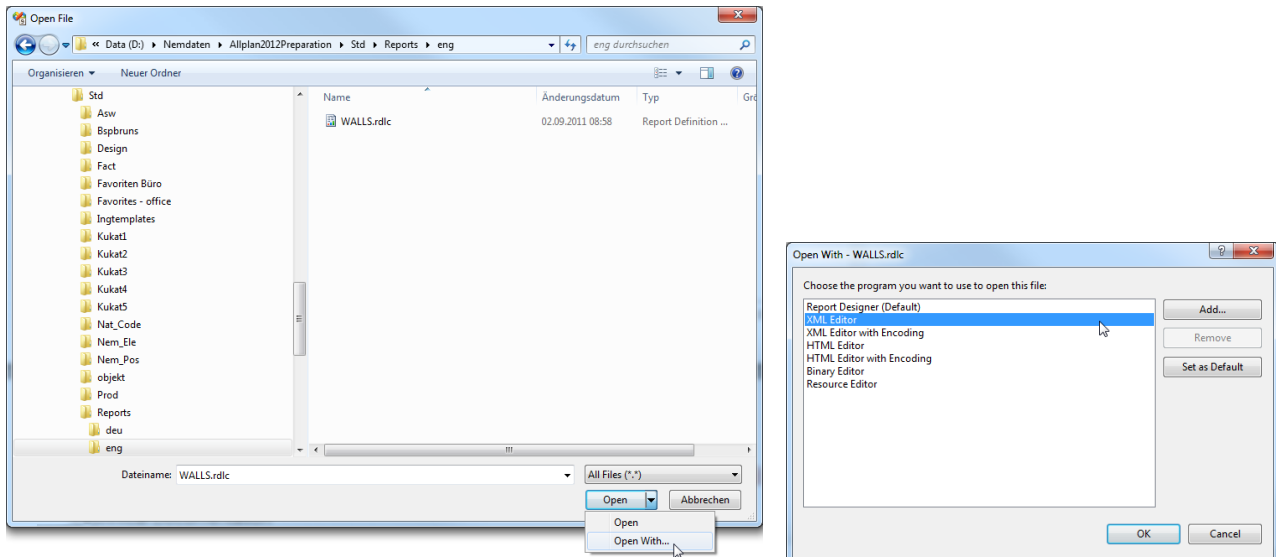 Open File
« Data (D:) ▸ Nemdaten ▸ Allplan2012Preparation ▸ Std ▸ Reports ▸ eng
eng durchsuchen
Organisieren
Neuer Ordner
Std
Asw
Bspbruns
Design
Fact
Favoriten Büro
Favorites - office
Ingtemplates
Kukat1
Kukat2
Kukat3
Kukat4
Kukat5
Nat_Code
Nem_Ele
Nem_Pos
objekt
Prod
Reports
deu
eng
Name Änderungsdatum Typ Grö
WALLS.rdlc 02.09.2011 08:58 Report Definition ...
Dateiname: WALLS.rdlc
All Files (*.*)
Open Abbrechen
Open
Open With...
Open With - WALLS.rdlc
Choose the program you want to use to open this file:
Report Designer (Default)
XML Editor
XML Editor with Encoding
HTML Editor
HTML Editor with Encoding
Binary Editor
Resource Editor
Add...
Remove
Set as Default
OK Cancel